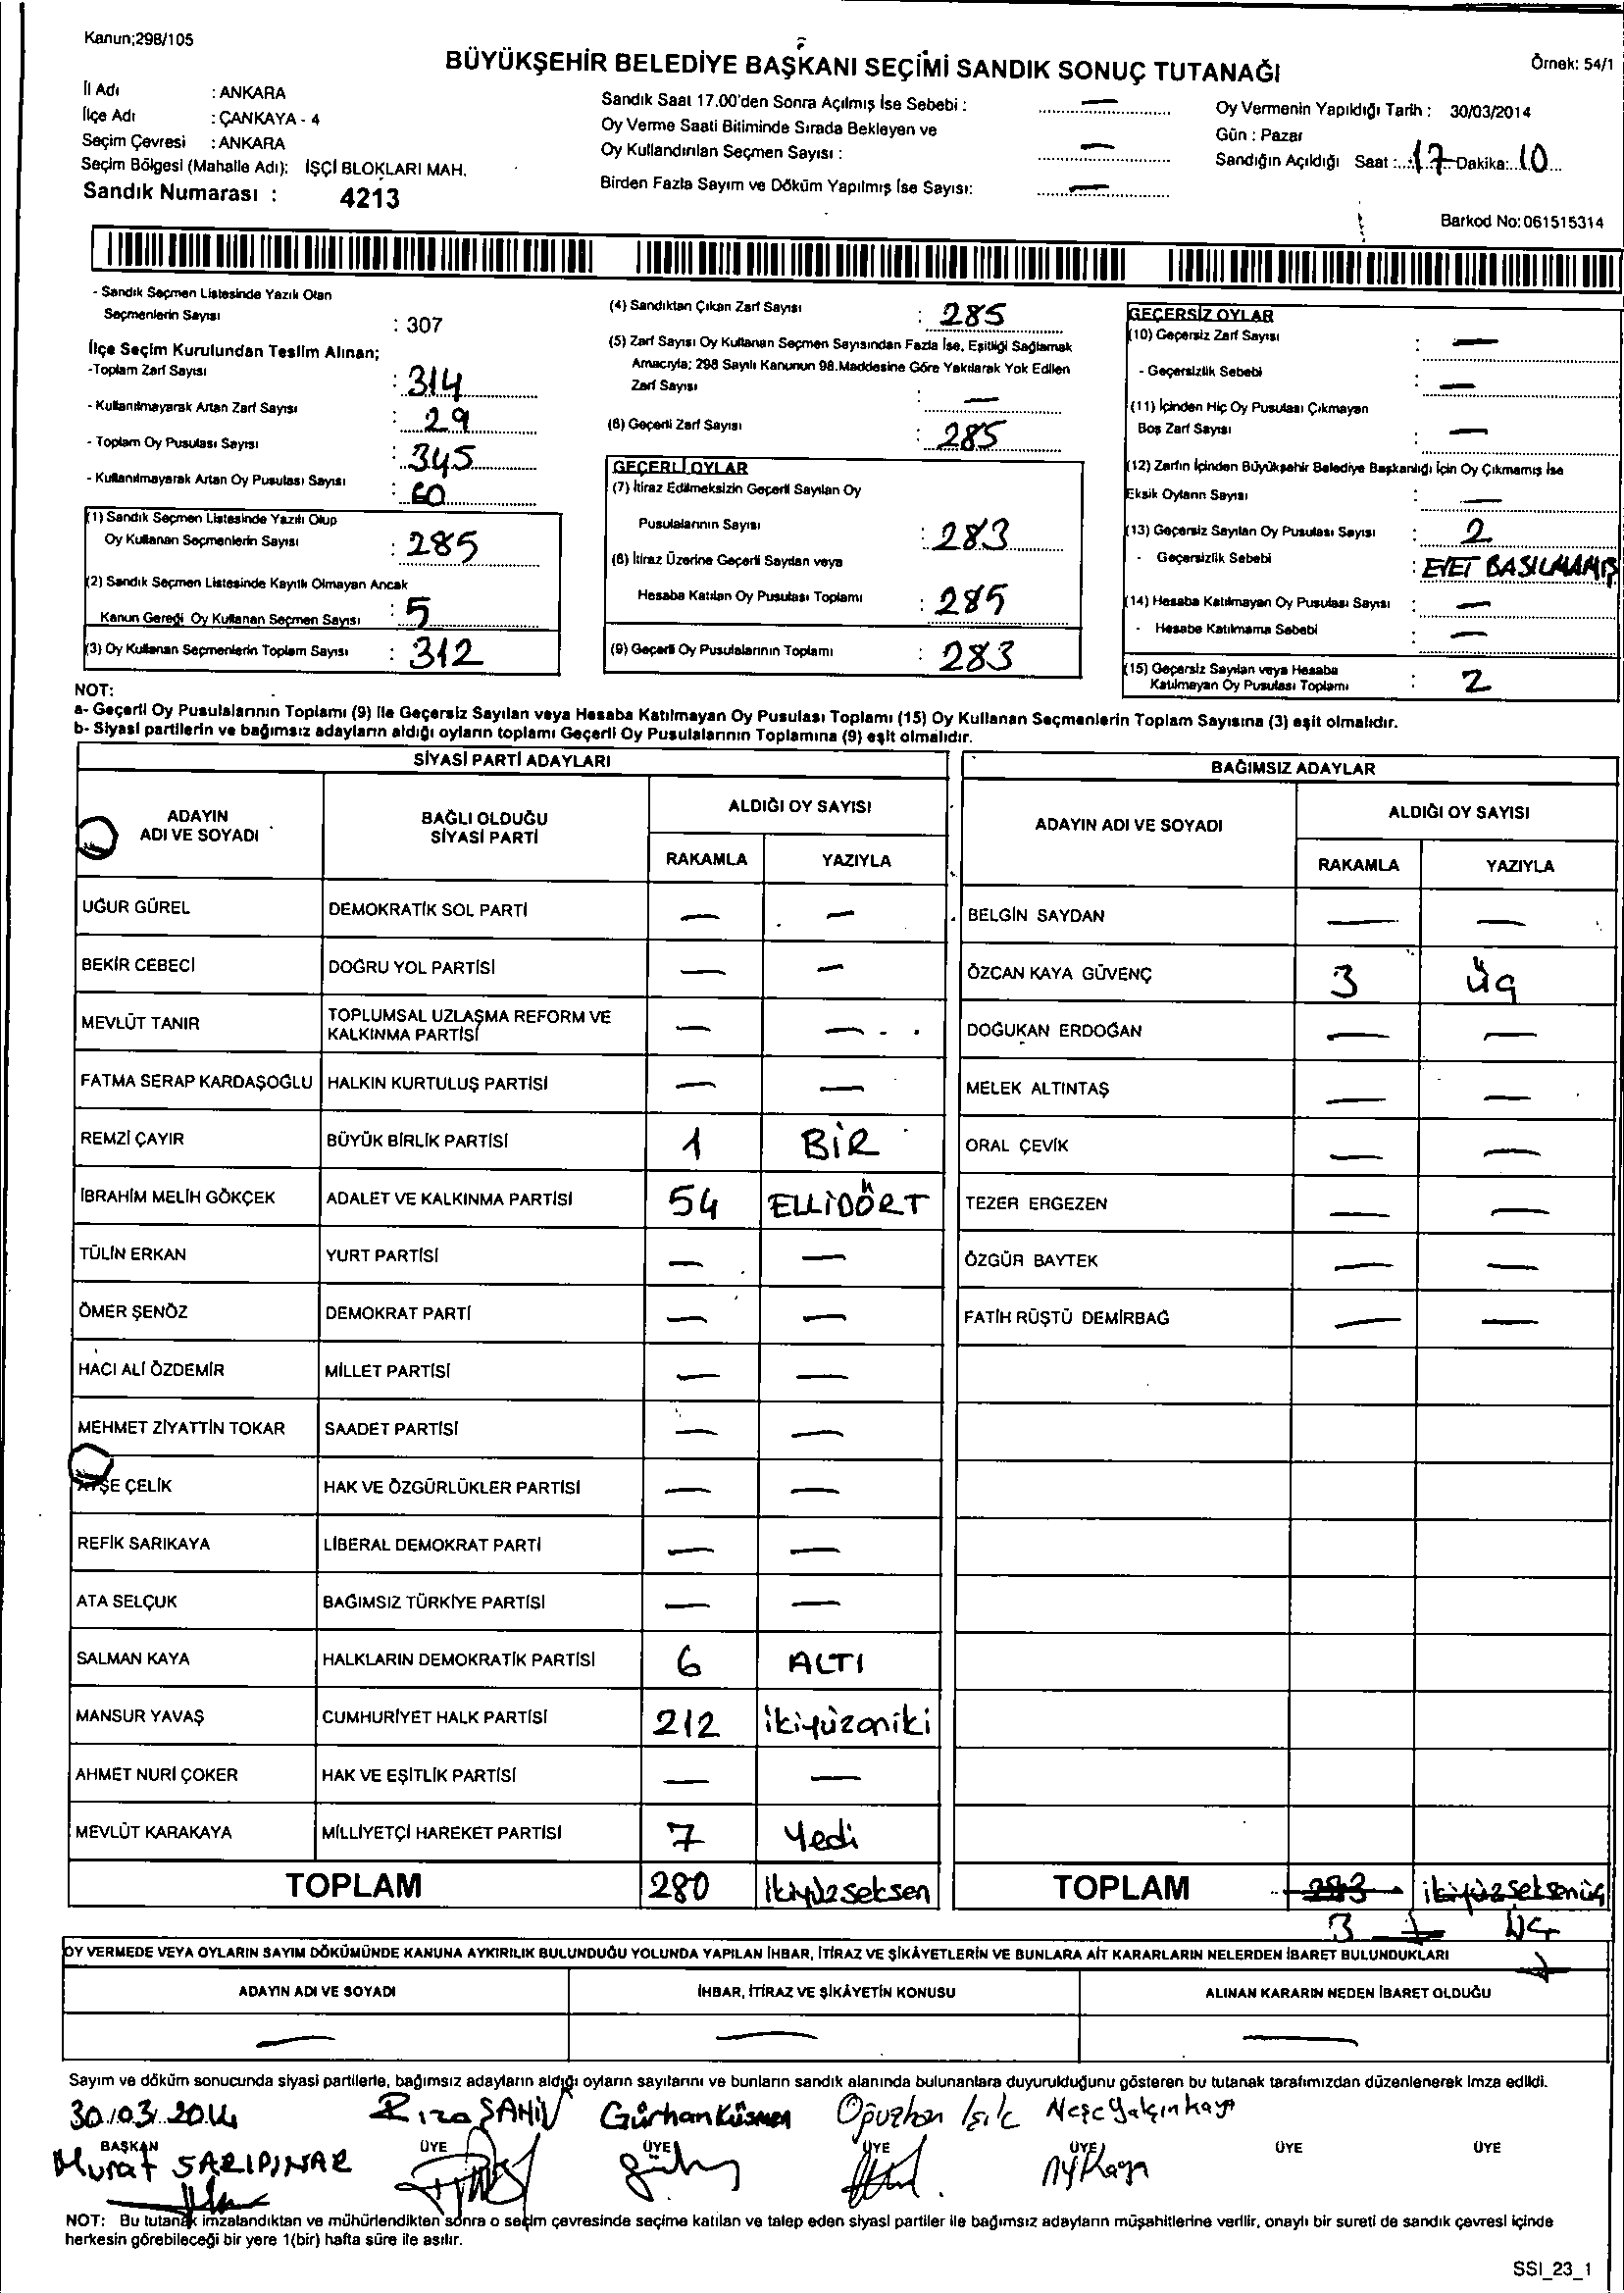 Kanun;298/105
BÜYÜKŞEHİR BELEDİYE BAŞKANI SEÇİMİ SANDIK SONUÇ TUTANAĞI
Örnek: 54/1
İl Adı : ANKARA
İlçe Adı : ÇANKAYA - 4
Seçim Çevresi : ANKARA
Seçim Bölgesi (Mahalle Adı): İŞÇİ BLOKLARI MAH.
Sandık Numarası : 4213
Sandık Saat 17.00'den Sonra Açılmış İse Sebebi : —
Oy Verme Saati Bitiminde Sırada Bekleyen ve
Oy Kullandırılan Seçmen Sayısı : —
Birden Fazla Sayım ve Döküm Yapılmış İse Sayısı: —
Oy Vermenin Yapıldığı Tarih : 30/03/2014
Gün : Pazar
Sandığın Açıldığı Saat : 17 Dakika: 10
Barkod No: 061515314
- Sandık Seçmen Listesinde Yazılı Olan
Seçmenlerin Sayısı : 307
İlçe Seçim Kurulundan Teslim Alınan;
-Toplam Zarf Sayısı : 314
- Kullanılmayarak Artan Zarf Sayısı : 29
- Toplam Oy Pusulası Sayısı : 345
- Kullanılmayarak Artan Oy Pusulası Sayısı : 60
(1) Sandık Seçmen Listesinde Yazılı Olup
Oy Kullanan Seçmenlerin Sayısı : 285
(2) Sandık Seçmen Listesinde Kayıtlı Olmayan Ancak
Kanun Gereği Oy Kullanan Seçmen Sayısı : 5
(3) Oy Kullanan Seçmenlerin Toplam Sayısı : 312
(4) Sandıktan Çıkan Zarf Sayısı : 285
(5) Zarf Sayısı Oy Kullanan Seçmen Sayısından Fazla İse, Eşitliği Sağlamak
Amacıyla; 298 Sayılı Kanunun 98.Maddesine Göre Yakılarak Yok Edilen
Zarf Sayısı : —
(6) Geçerli Zarf Sayısı : 285
GEÇERLİ OYLAR
(7) İtiraz Edilmeksizin Geçerli Sayılan Oy
Pusulalarının Sayısı : 283
(8) İtiraz Üzerine Geçerli Sayılan veya
Hesaba Katılan Oy Pusulası Toplamı : 285
(9) Geçerli Oy Pusulalarının Toplamı : 283
GEÇERSİZ OYLAR
(10) Geçersiz Zarf Sayısı : —
- Geçersizlik Sebebi : —
(11) İçinden Hiç Oy Pusulası Çıkmayan
Boş Zarf Sayısı : —
(12) Zarfın İçinden Büyükşehir Belediye Başkanlığı İçin Oy Çıkmamış İse
Eksik Oyların Sayısı : —
(13) Geçersiz Sayılan Oy Pusulası Sayısı : 2
- Geçersizlik Sebebi : EVET BASILMAMIŞ
(14) Hesaba Katılmayan Oy Pusulası Sayısı : —
- Hesaba Katılmama Sebebi : —
(15) Geçersiz Sayılan veya Hesaba
Katılmayan Oy Pusulası Toplamı : 2
NOT:
a- Geçerli Oy Pusulalarının Toplamı (9) İle Geçersiz Sayılan veya Hesaba Katılmayan Oy Pusulası Toplamı (15) Oy Kullanan Seçmenlerin Toplam Sayısına (3) eşit olmalıdır.
b- Siyasi partilerin ve bağımsız adayların aldığı oyların toplamı Geçerli Oy Pusulalarının Toplamına (9) eşit olmalıdır.
SİYASİ PARTİ ADAYLARI
ADAYIN ADI VE SOYADI BAĞLI OLDUĞU SİYASİ PARTİ ALDIĞI OY SAYISI
RAKAMLA YAZIYLA
UĞUR GÜREL DEMOKRATİK SOL PARTİ — —
BEKİR CEBECİ DOĞRU YOL PARTİSİ — —
MEVLÜT TANIR TOPLUMSAL UZLAŞMA REFORM VE KALKINMA PARTİSİ — —
FATMA SERAP KARDAŞOĞLU HALKIN KURTULUŞ PARTİSİ — —
REMZİ ÇAYIR BÜYÜK BİRLİK PARTİSİ 1 BİR
İBRAHİM MELİH GÖKÇEK ADALET VE KALKINMA PARTİSİ 54 ELLİDÖRT
TÜLİN ERKAN YURT PARTİSİ — —
ÖMER ŞENÖZ DEMOKRAT PARTİ — —
HACI ALİ ÖZDEMİR MİLLET PARTİSİ — —
MEHMET ZİYATTİN TOKAR SAADET PARTİSİ — —
AYŞE ÇELİK HAK VE ÖZGÜRLÜKLER PARTİSİ — —
REFİK SARIKAYA LİBERAL DEMOKRAT PARTİ — —
ATA SELÇUK BAĞIMSIZ TÜRKİYE PARTİSİ — —
SALMAN KAYA HALKLARIN DEMOKRATİK PARTİSİ 6 ALTI
MANSUR YAVAŞ CUMHURİYET HALK PARTİSİ 212 ikiyüzoniki
AHMET NURİ ÇOKER HAK VE EŞİTLİK PARTİSİ — —
MEVLÜT KARAKAYA MİLLİYETÇİ HAREKET PARTİSİ 7 Yedi
TOPLAM 280 İkiyüzseksen
BAĞIMSIZ ADAYLAR
ADAYIN ADI VE SOYADI ALDIĞI OY SAYISI
RAKAMLA YAZIYLA
BELGİN SAYDAN — —
ÖZCAN KAYA GÜVENÇ 3 Üç
DOĞUKAN ERDOĞAN — —
MELEK ALTINTAŞ — —
ORAL ÇEVİK — —
TEZER ERGEZEN — —
ÖZGÜR BAYTEK — —
FATİH RÜŞTÜ DEMİRBAĞ — —
TOPLAM 283 ikiyüzseksenüç
3 Üç
OY VERMEDE VEYA OYLARIN SAYIM DÖKÜMÜNDE KANUNA AYKIRILIK BULUNDUĞU YOLUNDA YAPILAN İHBAR, İTİRAZ VE ŞİKÂYETLERİN VE BUNLARA AİT KARARLARIN NELERDEN İBARET BULUNDUKLARI
ADAYIN ADI VE SOYADI İHBAR, İTİRAZ VE ŞİKÂYETİN KONUSU ALINAN KARARIN NEDEN İBARET OLDUĞU
— — —
Sayım ve döküm sonucunda siyasi partilerle, bağımsız adayların aldığı oyların sayılarını ve bunların sandık alanında bulunanlara duyurulduğunu gösteren bu tutanak tarafımızdan düzenlenerek imza edildi.
30/03/2014 Rıza ŞAHİN Gürhan Küsmen Oğuzhan Işık Neşe Yalçınkaya
BAŞKAN ÜYE ÜYE ÜYE ÜYE ÜYE ÜYE
Murat SARIPINAR
NOT: Bu tutanak imzalandıktan ve mühürlendikten sonra o seçim çevresinde seçime katılan ve talep eden siyasi partiler ile bağımsız adayların müşahitlerine verilir, onaylı bir sureti de sandık çevresi içinde
herkesin görebileceği bir yere 1(bir) hafta süre ile asılır.
SSI_23_1